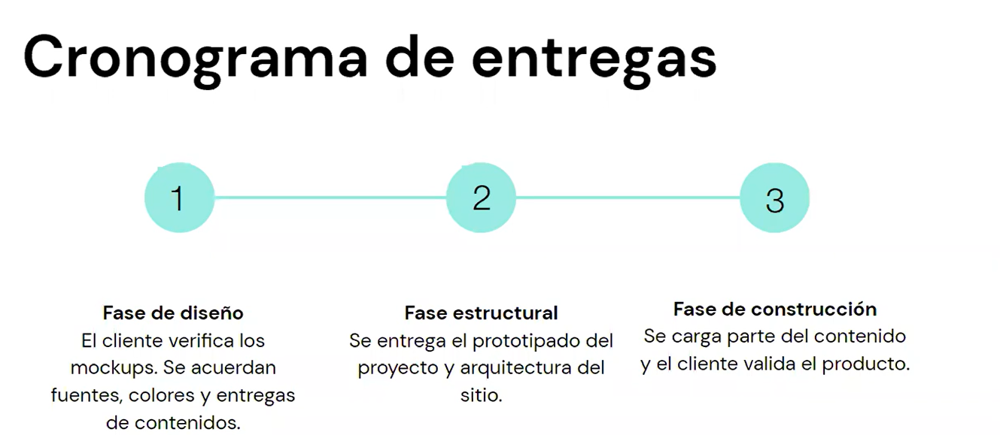 Cronograma de entregas
1
2
3
Fase de diseño
El cliente verifica los
mockups. Se acuerdan
fuentes, colores y entregas
de contenidos.
Fase estructural
Se entrega el prototipado del
proyecto y arquitectura del
sitio.
Fase de construcción
Se carga parte del contenido
y el cliente valida el producto.